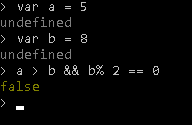 > var a = 5
undefined
> var b = 8
undefined
> a > b && b% 2 == 0
false
>